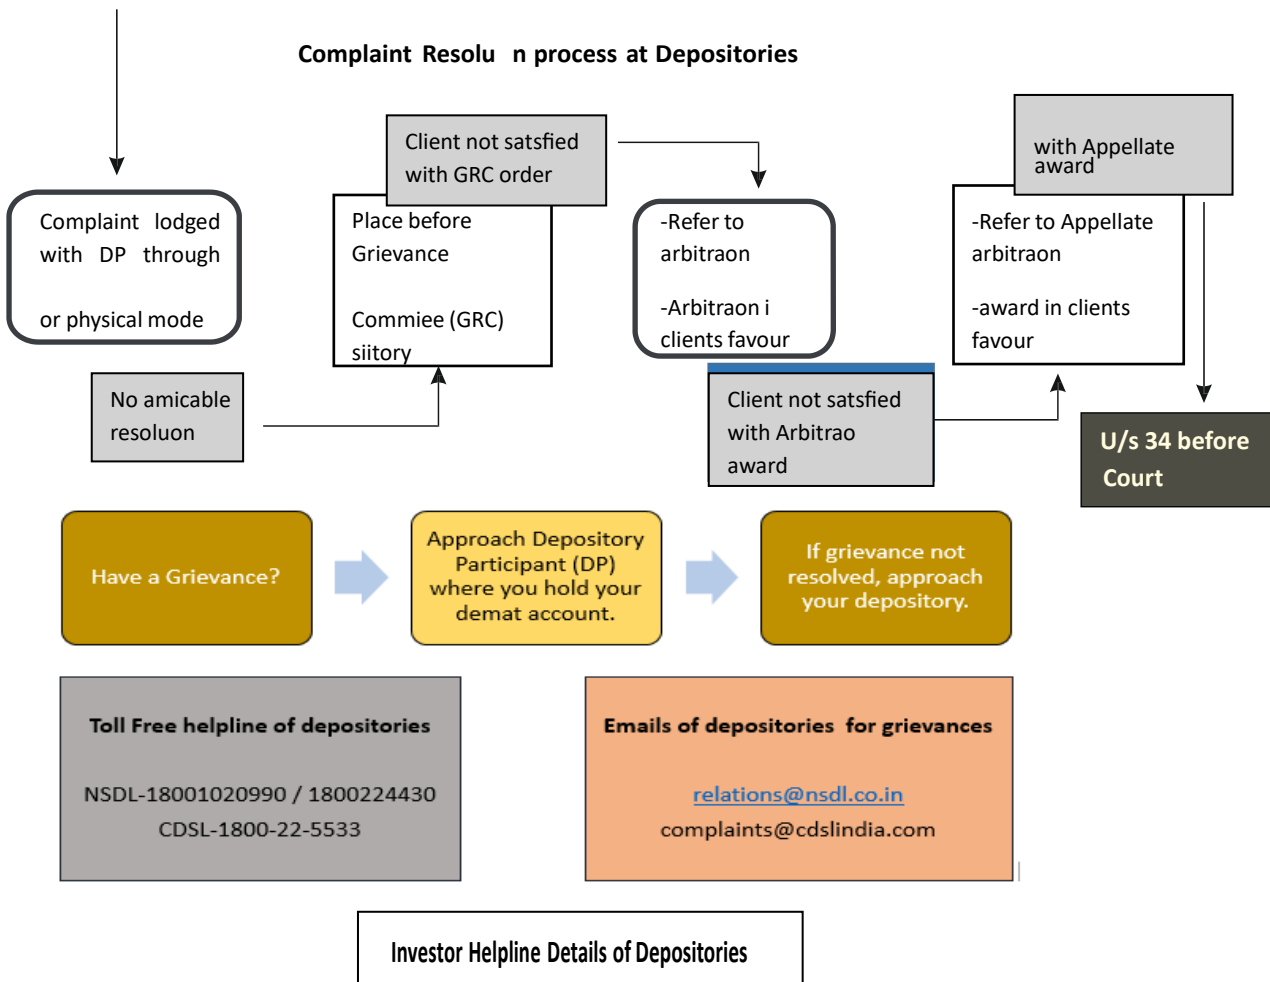 Complaint Resolu n process at Depositories
Client not satsfied
with GRC order
with Appellate
award
Complaint lodged
with DP through
or physical mode
Place before
Grievance
Commiee (GRC)
siitory
-Refer to
arbitraon
-Arbitraon i
clients favour
-Refer to Appellate
arbitraon
-award in clients
favour
No amicable
resoluon
Client not satsfied
with Arbitrao
award
U/s 34 before
Court
Have a Grievance?
Approach Depository
Participant (DP)
where you hold your
demat account.
If grievance not
resolved, approach
your depository.
Toll Free helpline of depositories
NSDL-18001020990 / 1800224430
CDSL-1800-22-5533
Emails of depositories for grievances
relations@nsdl.co.in
complaints@cdslindia.com
Investor Helpline Details of Depositories